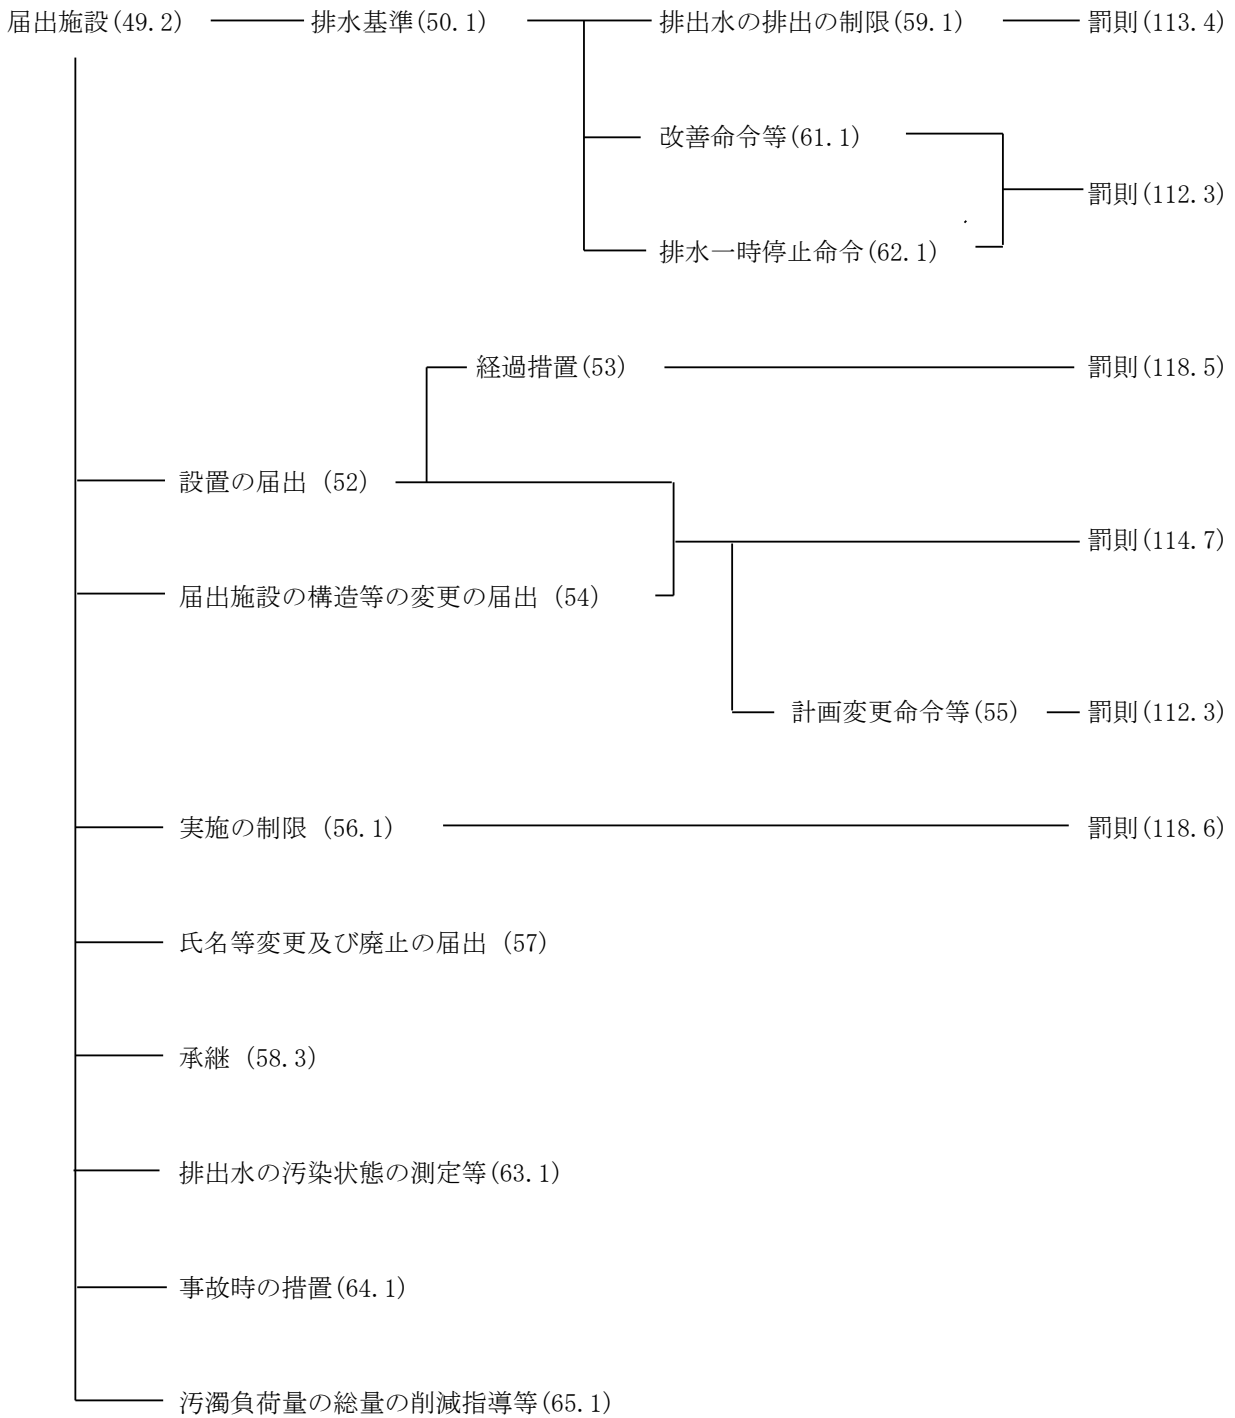 届出施設(49.2) 排水基準(50.1) 排出水の排出の制限(59.1) 罰則(113.4)
改善命令等(61.1)
罰則(112.3)
排水一時停止命令(62.1)
経過措置(53) 罰則(118.5)
設置の届出 (52)
罰則(114.7)
届出施設の構造等の変更の届出 (54)
計画変更命令等(55) 罰則(112.3)
実施の制限 (56.1) 罰則(118.6)
氏名等変更及び廃止の届出 (57)
承継 (58.3)
排出水の汚染状態の測定等(63.1)
事故時の措置(64.1)
汚濁負荷量の総量の削減指導等(65.1)